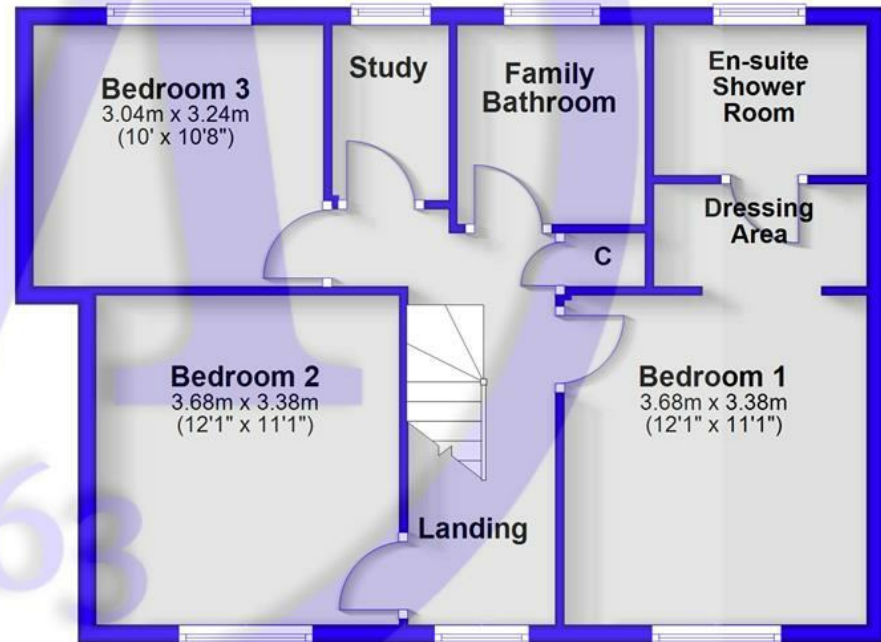 Bedroom 3
3.04m x 3.24m
(10' x 10'8")
Study
Family
Bathroom
En-suite
Shower
Room
Dressing
Area
C
Bedroom 2
3.68m x 3.38m
(12'1" x 11'1")
Bedroom 1
3.68m x 3.38m
(12'1" x 11'1")
Landing
63